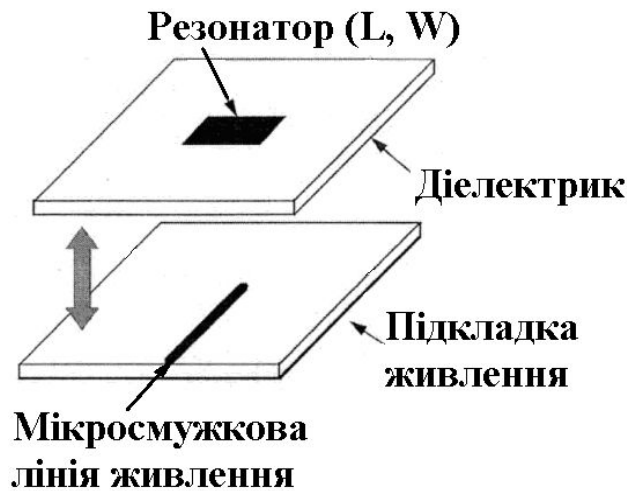 Резонатор (L, W)
Діелектрик
Підкладка
живлення
Мікросмужкова
лінія живлення